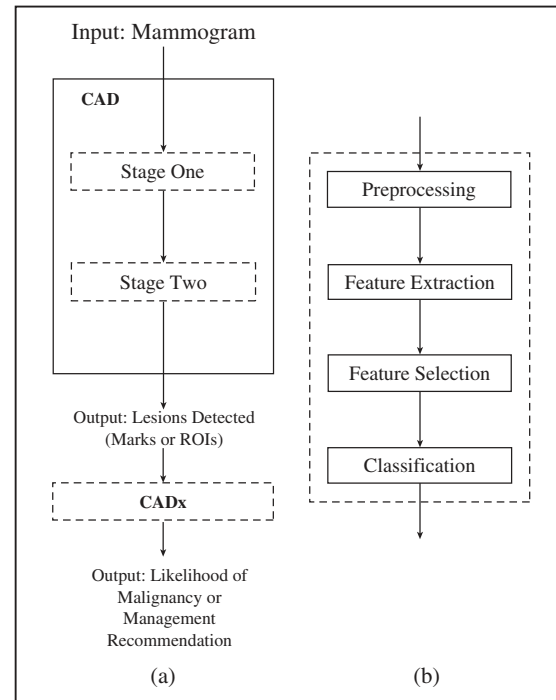 Input: Mammogram
CAD
Stage One
Stage Two
Output: Lesions Detected
(Marks or ROIs)
CADx
Output: Likelihood of
Malignancy or
Management
Recommendation
(a)
Preprocessing
Feature Extraction
Feature Selection
Classification
(b)